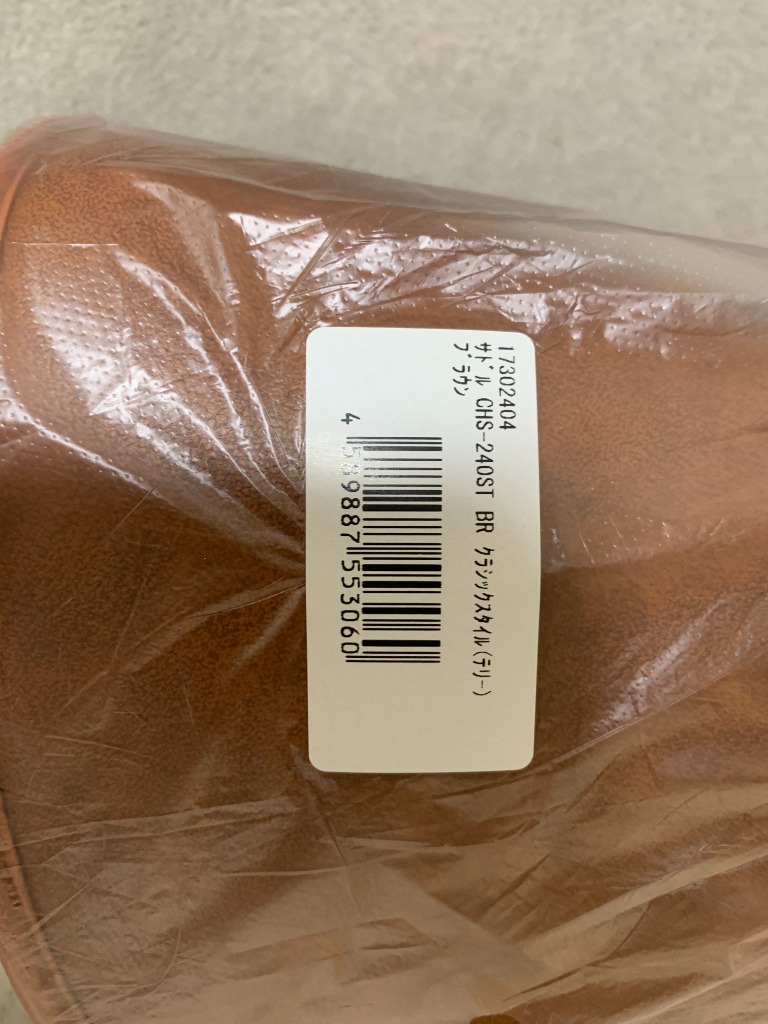 17302404
ｻﾄﾞﾙ CHS-240ST BR ｸﾗｼｯｸｽﾀｲﾙ(ﾃﾘｰ)
ﾌﾞﾗｳﾝ
4 589887 553060